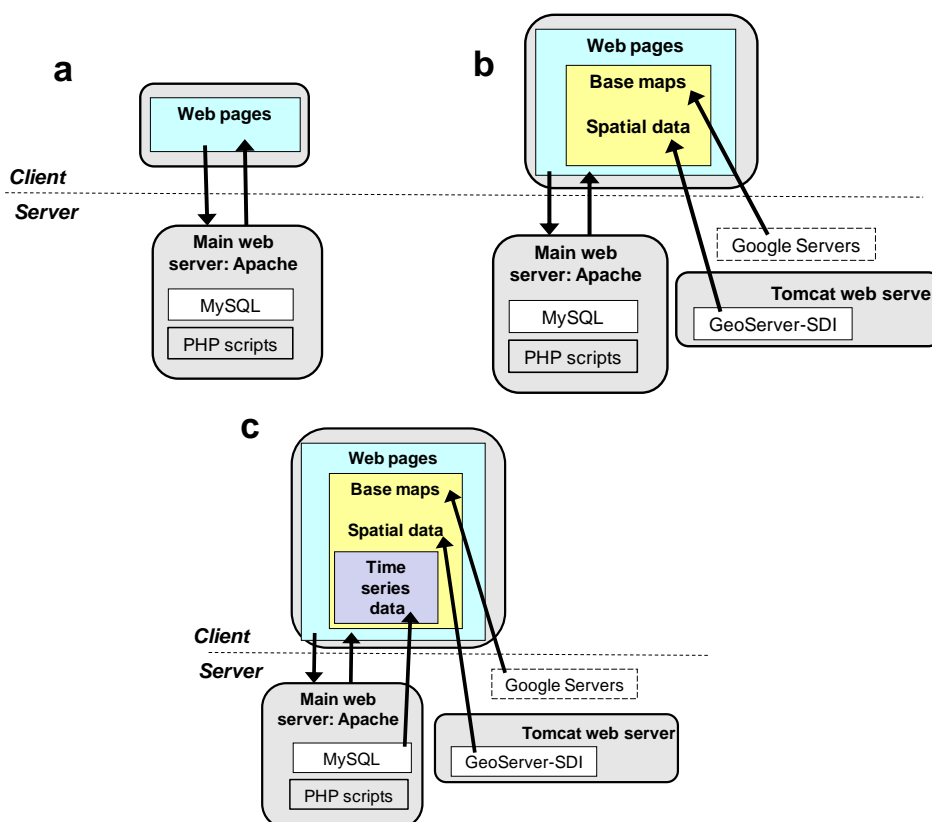 a
Web pages
Client
Server
Main web
server: Apache
MySQL
PHP scripts
b
Web pages
Base maps
Spatial data
Google Servers
Main web
server: Apache
MySQL
PHP scripts
Tomcat web server
GeoServer-SDI
c
Web pages
Base maps
Spatial data
Time
series
data
Client
Server
Google Servers
Main web
server: Apache
MySQL
PHP scripts
Tomcat web server
GeoServer-SDI